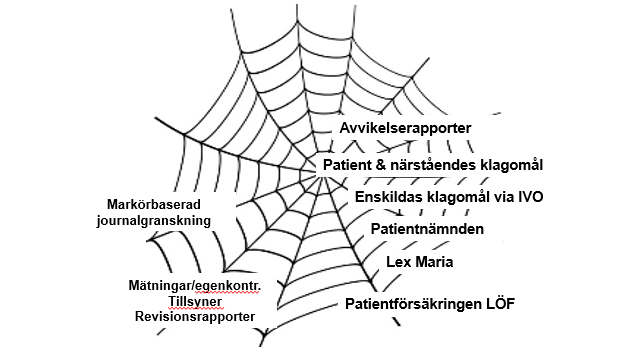 Avvikelserapporter
Patient & närståendes klagomål
Enskildas klagomål via IVO
Patientnämnden
Lex Maria
Patientförsäkringen LÖF
Markörbaserad
journalgranskning
Mätningar/egenkontr.
Tillsyner
Revisionsrapporter